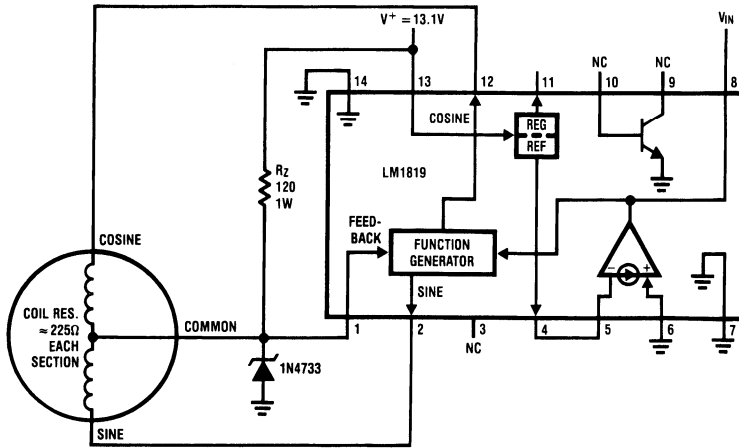 V+ = 13.1V
VIN
NC
NC
14
13
12
11
10
9
8
COSINE
REG
REF
RZ
120
1W
LM1819
FEED-
BACK
FUNCTION
GENERATOR
COSINE
SINE
COIL RES.
≈225Ω
EACH
SECTION
COMMON
− +
1
2
3
4
5
6
7
NC
1N4733
SINE